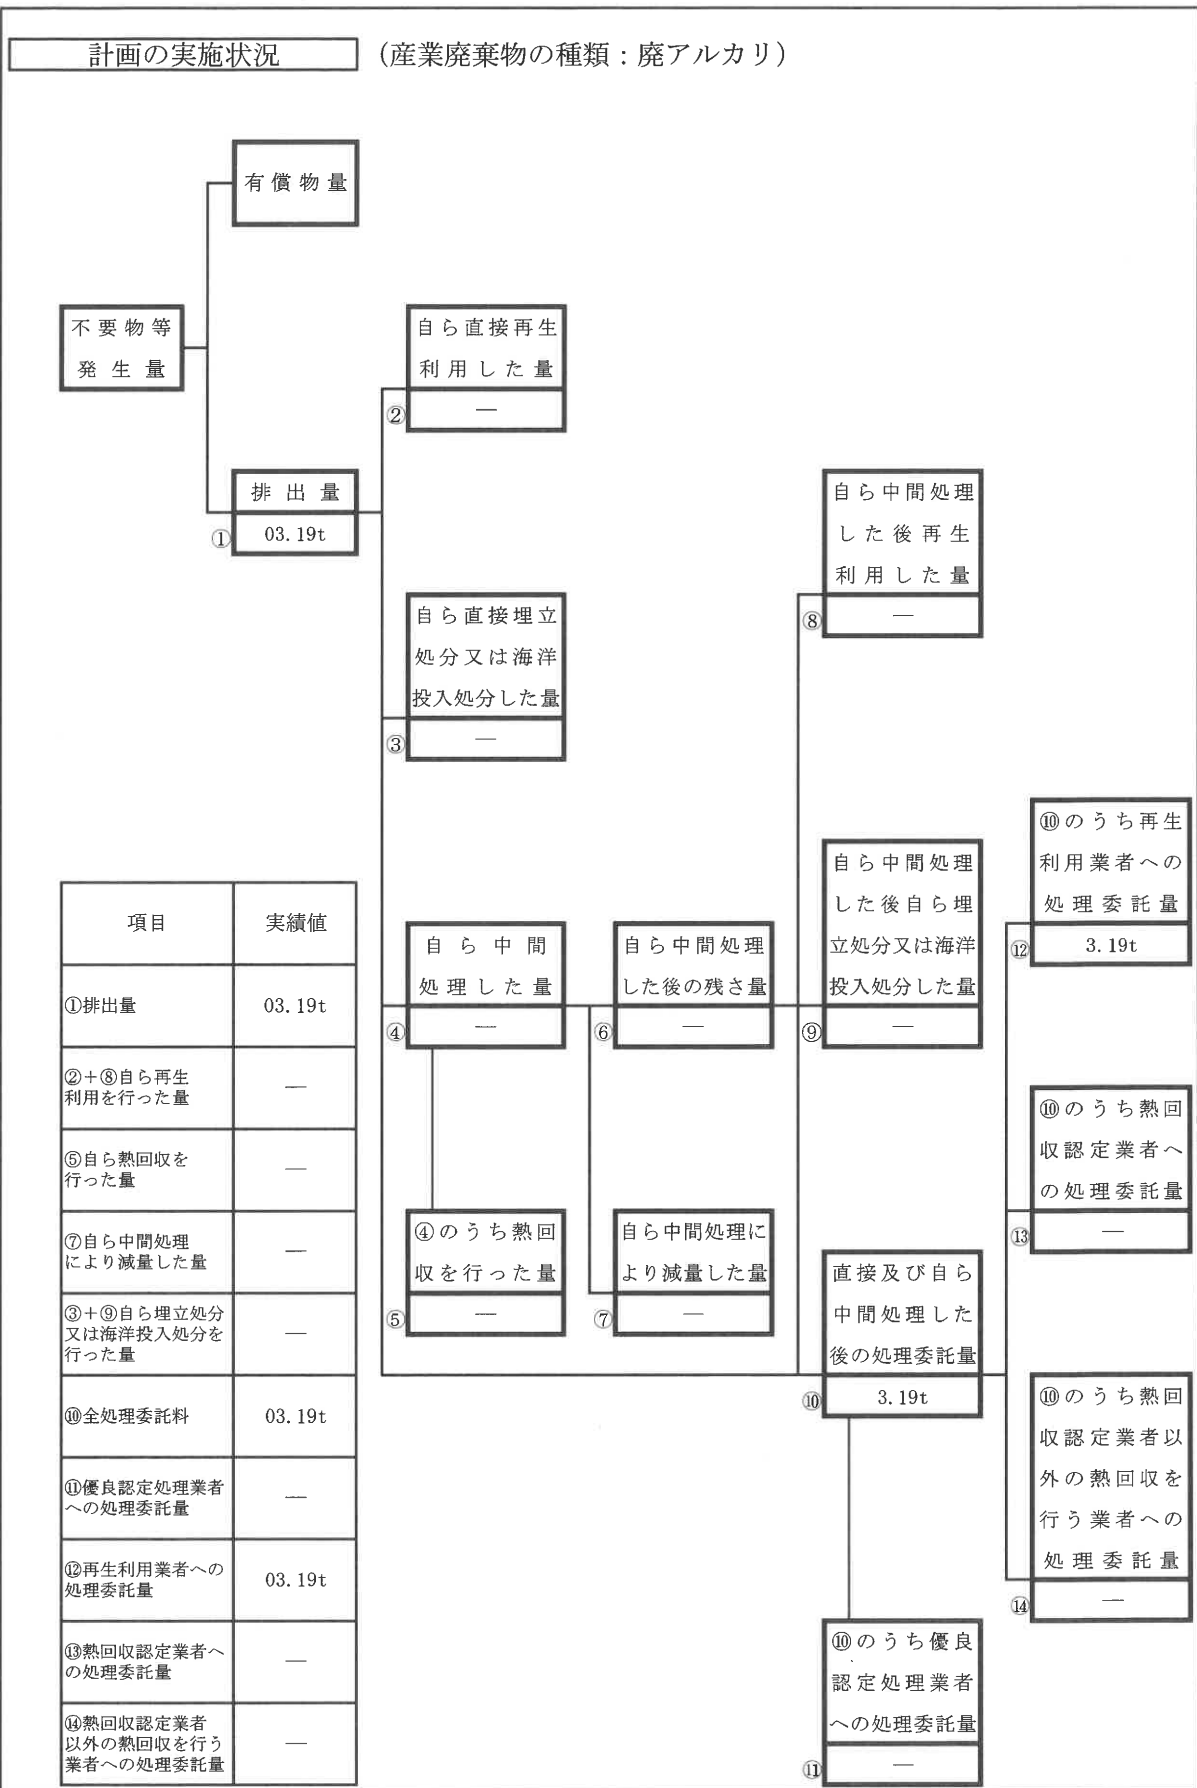 計画の実施状況 (産業廃棄物の種類:廃アルカリ)
有償物量
不要物等
発生量
排出量
① 03.19t
自ら直接再生
利用した量
② ―
自ら直接埋立
処分又は海洋
投入処分した量
③ ―
自ら中間
処理した量
④ ―
④のうち熱回
収を行った量
⑤ ―
自ら中間処理
した後の残さ量
⑥ ―
自ら中間処理に
より減量した量
⑦ ―
自ら中間処理
した後再生
利用した量
⑧ ―
自ら中間処理
した後自ら埋
立処分又は海洋
投入処分した量
⑨ ―
直接及び自ら
中間処理した
後の処理委託量
⑩ 3.19t
⑩のうち優良
認定処理業者
への処理委託量
⑪ ―
⑩のうち再生
利用業者への
処理委託量
⑫ 3.19t
⑩のうち熱回
収認定業者へ
の処理委託量
⑬ ―
⑩のうち熱回
収認定業者以
外の熱回収を
行う業者への
処理委託量
⑭ ―
項目 実績値
①排出量 03.19t
②+⑧自ら再生
利用を行った量 ―
⑤自ら熱回収を
行った量 ―
⑦自ら中間処理
により減量した量 ―
③+⑨自ら埋立処分
又は海洋投入処分を
行った量 ―
⑩全処理委託料 03.19t
⑪優良認定処理業者
への処理委託量 ―
⑫再生利用業者への
処理委託量 03.19t
⑬熱回収認定業者へ
の処理委託量 ―
⑭熱回収認定業者
以外の熱回収を行う
業者への処理委託量 ―